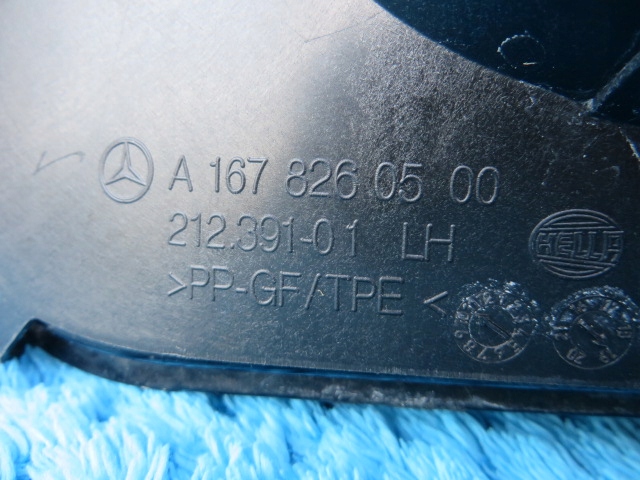 A 167 826 05 00
212.391-01 LH
>PP-GF/TPE<
HELLA